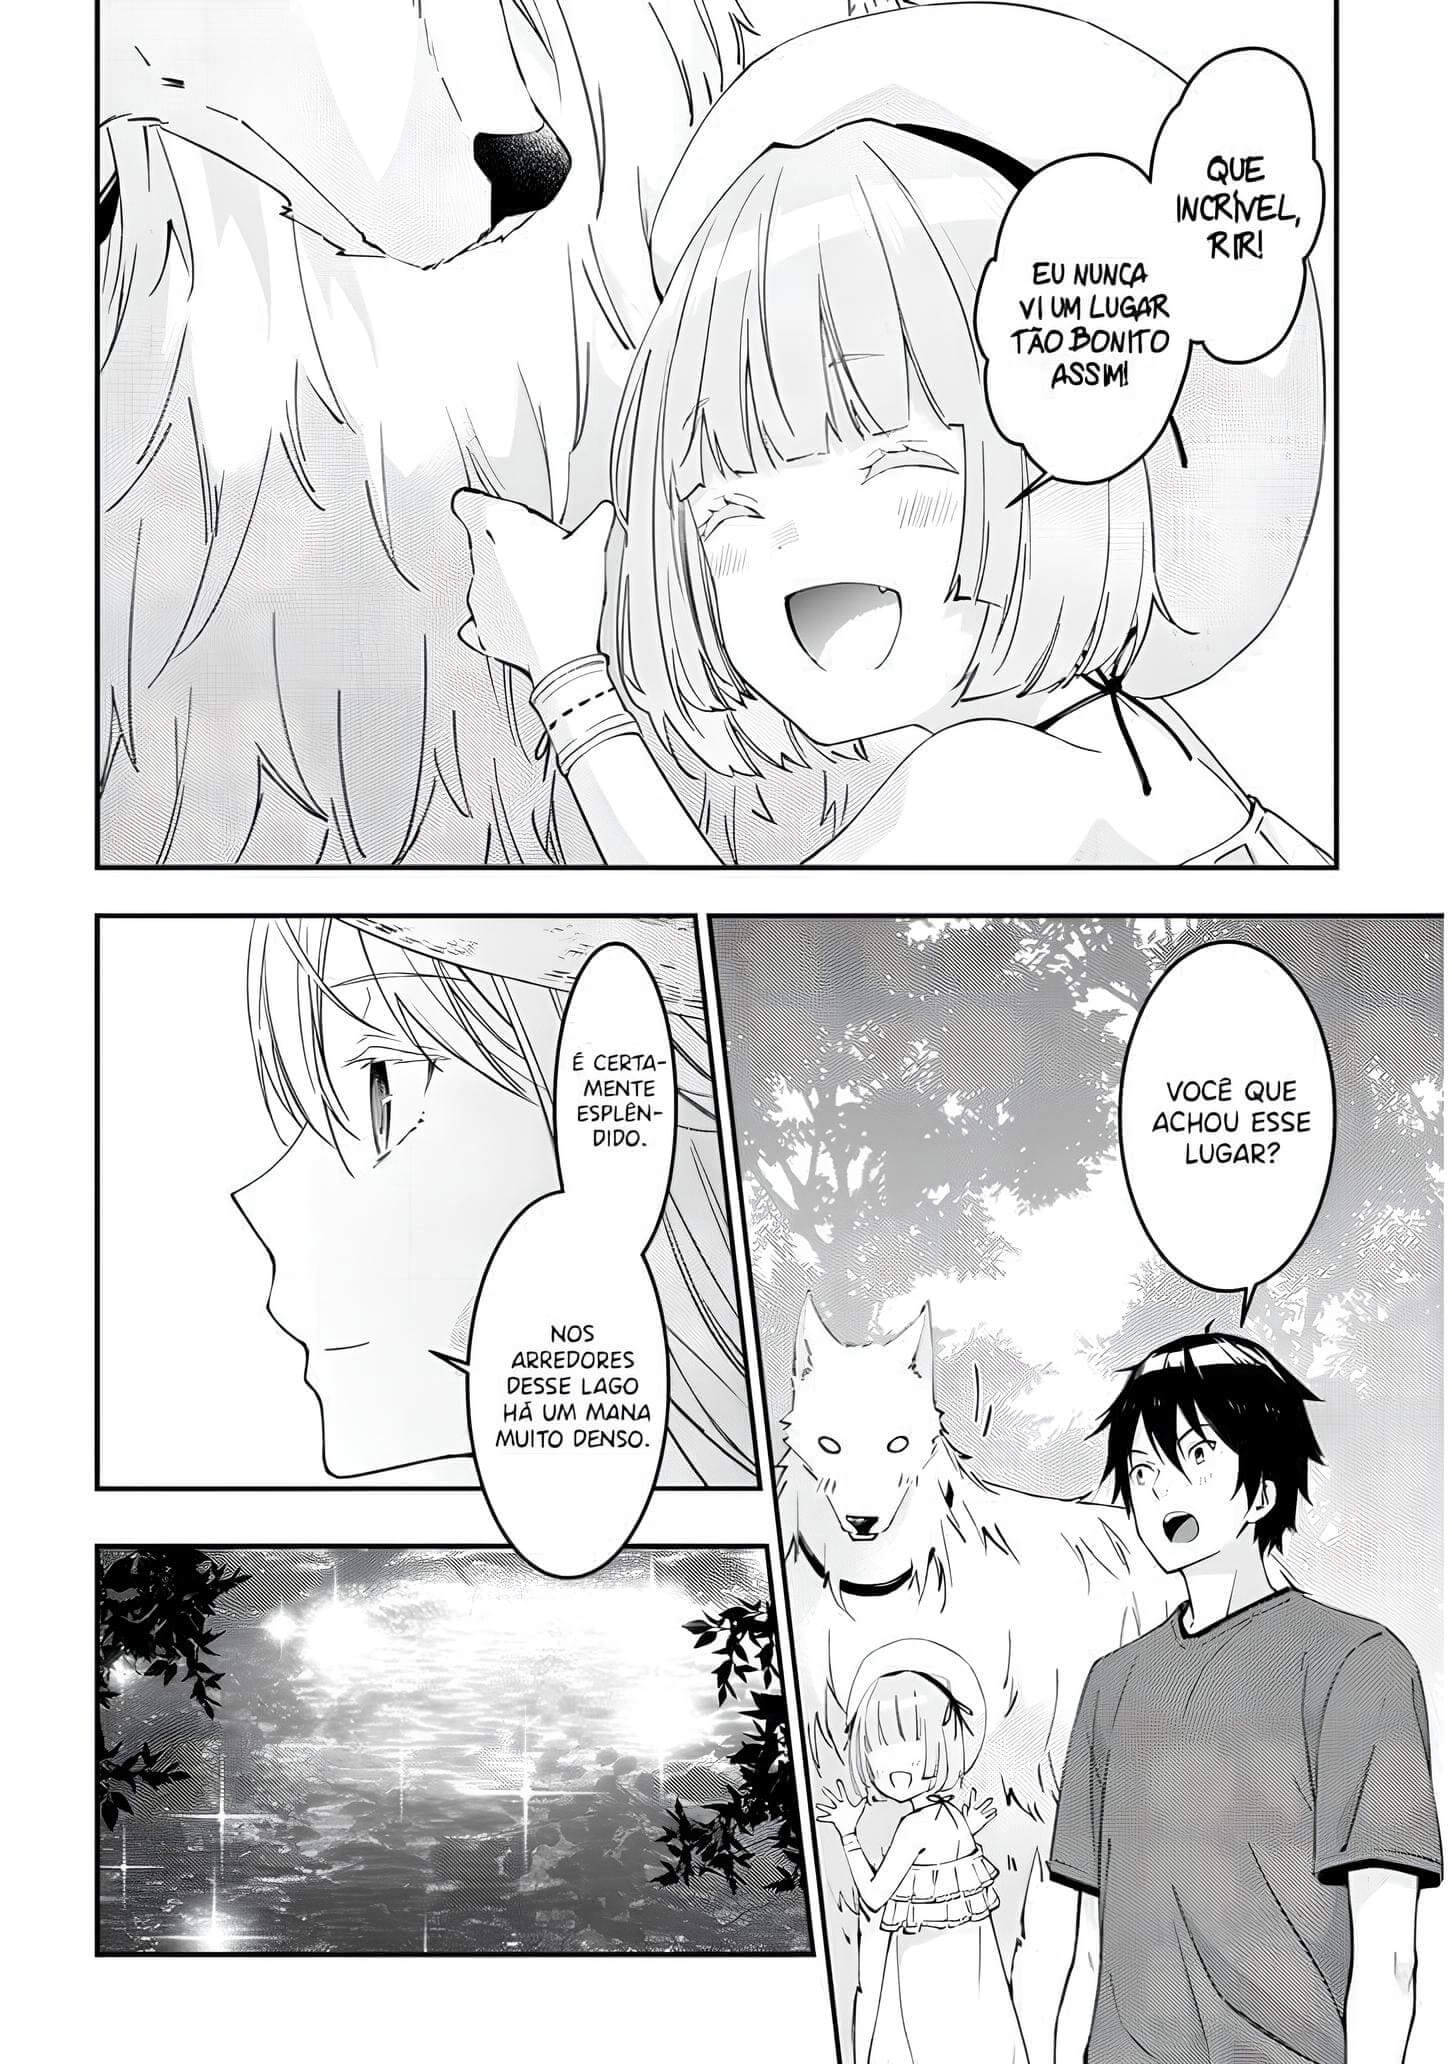 QUE
INCRÍVEL,
RIR!
EU NUNCA
VI UM LUGAR
TÃO BONITO
ASSIM!
VOCÊ QUE
ACHOU ESSE
LUGAR?
É CERTA-
MENTE
ESPLÊN-
DIDO.
NOS
ARREDORES
DESSE LAGO
HÁ UM MANA
MUITO DENSO.